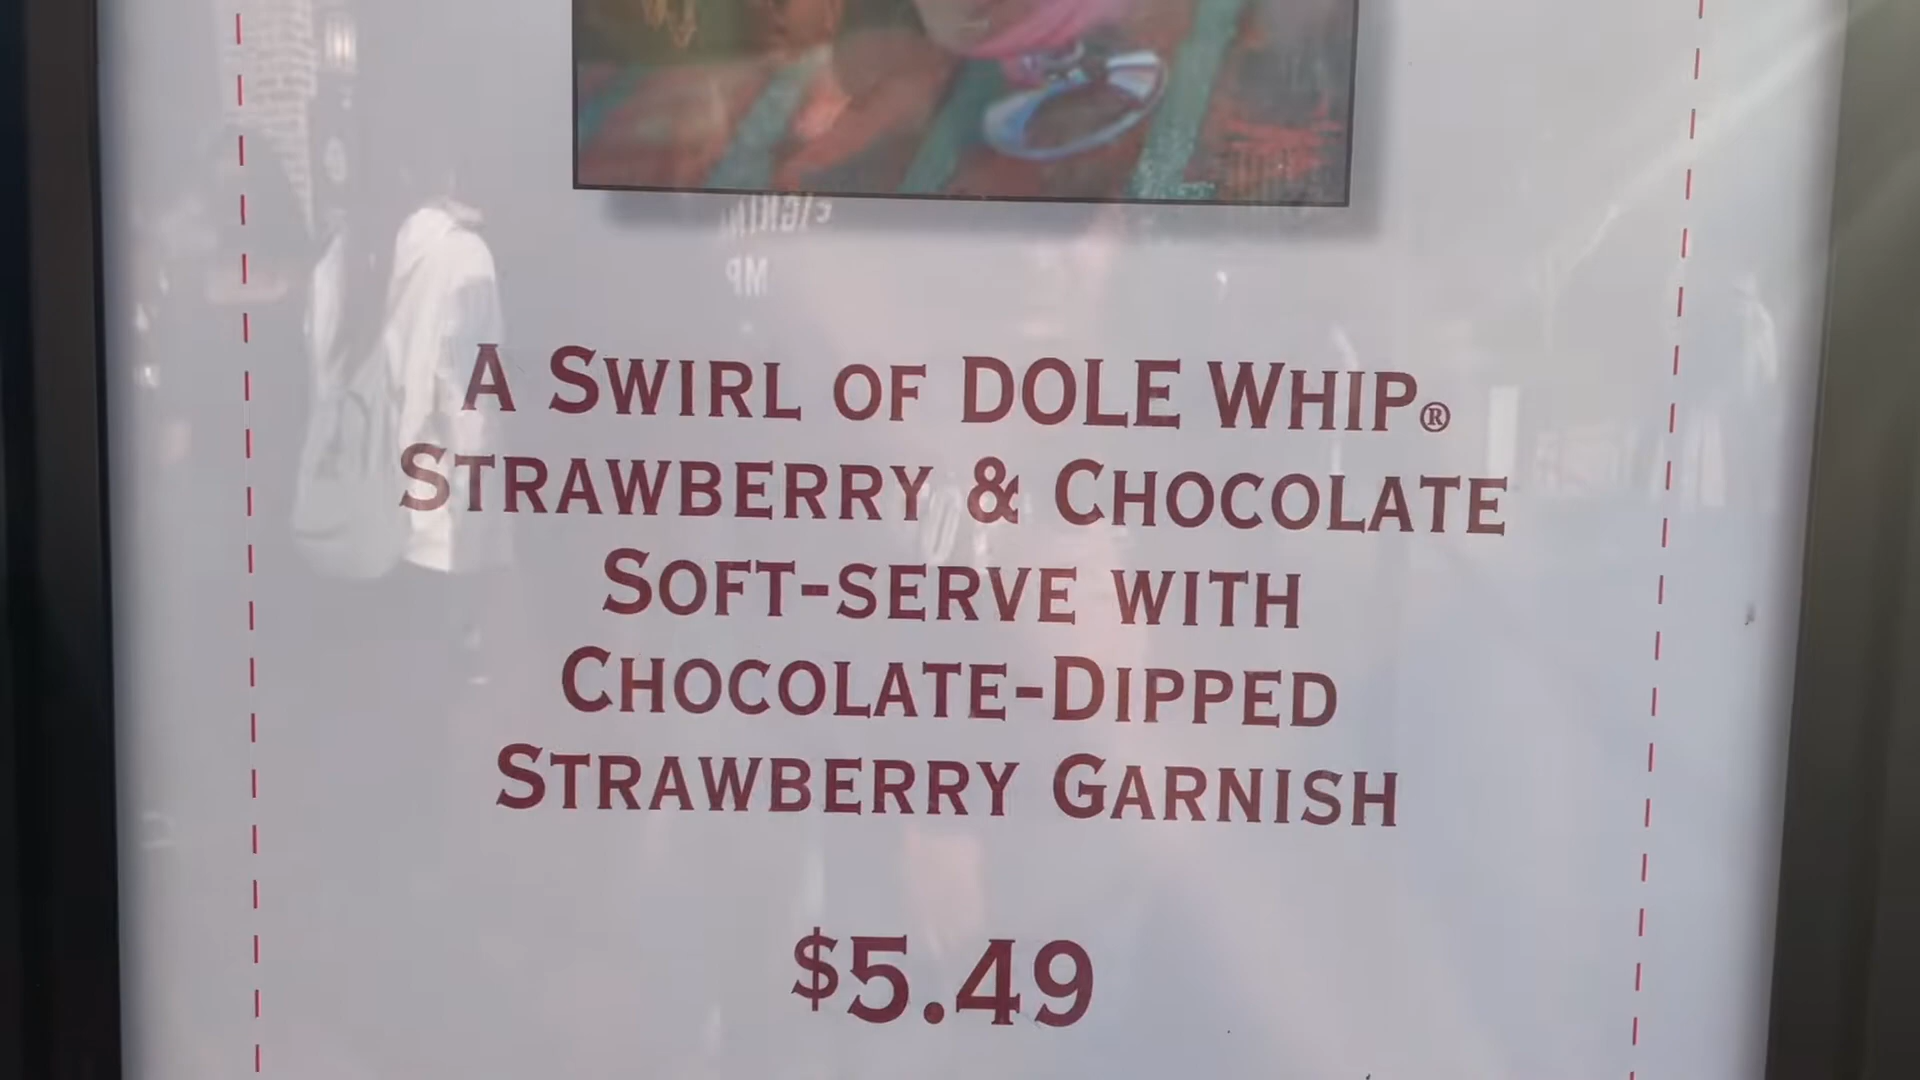 A SWIRL OF DOLE WHIP®
STRAWBERRY & CHOCOLATE
SOFT-SERVE WITH
CHOCOLATE-DIPPED
STRAWBERRY GARNISH
$5.49